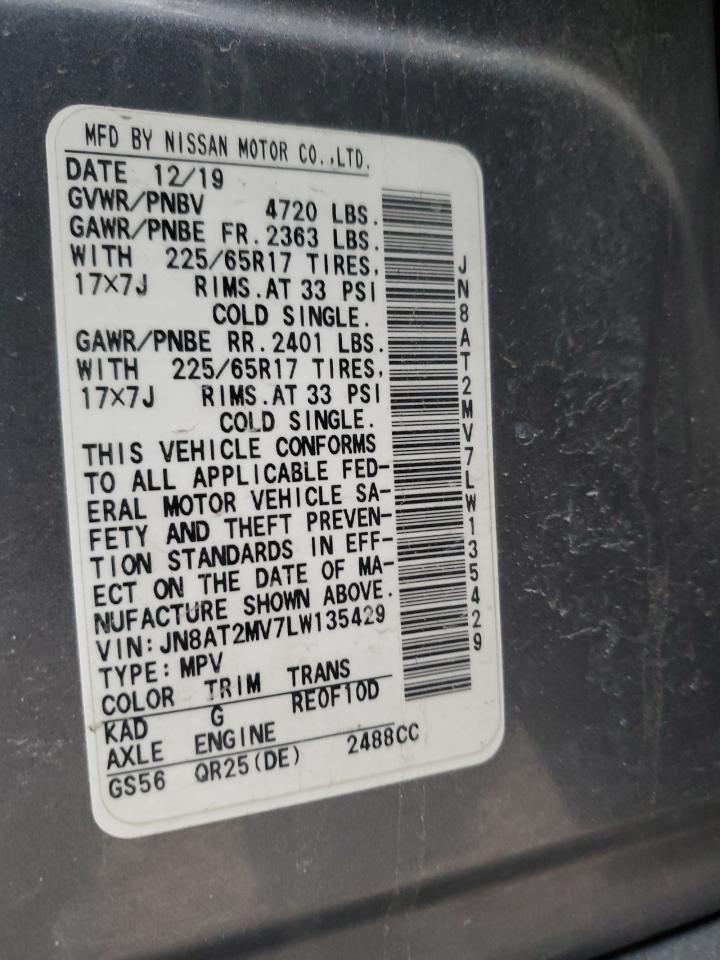 MFD BY NISSAN MOTOR CO.,LTD.
DATE 12/19
GVWR/PNBV 4720 LBS.
GAWR/PNBE FR.2363 LBS.
WITH 225/65R17 TIRES,
17×7J RIMS.AT 33 PSI
COLD SINGLE.
GAWR/PNBE RR.2401 LBS.
WITH 225/65R17 TIRES,
17×7J RIMS.AT 33 PSI
COLD SINGLE.
THIS VEHICLE CONFORMS
TO ALL APPLICABLE FED-
ERAL MOTOR VEHICLE SA-
FETY AND THEFT PREVEN-
TION STANDARDS IN EFF-
ECT ON THE DATE OF MA-
NUFACTURE SHOWN ABOVE.
VIN:JN8AT2MV7LW135429
TYPE:MPV
COLOR TRIM TRANS
KAD G RE0F10D
AXLE ENGINE
GS56 QR25(DE) 2488CC
JN8AT2MV7LW135429